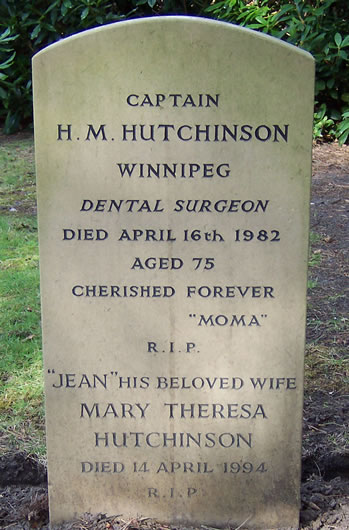 CAPTAIN
H. M. HUTCHINSON
WINNIPEG
DENTAL SURGEON
DIED APRIL 16th 1982
AGED 75
CHERISHED FOREVER
"MOMA"
R.I.P.
"JEAN" HIS BELOVED WIFE
MARY THERESA
HUTCHINSON
DIED 14 APRIL 1994
R.I.P